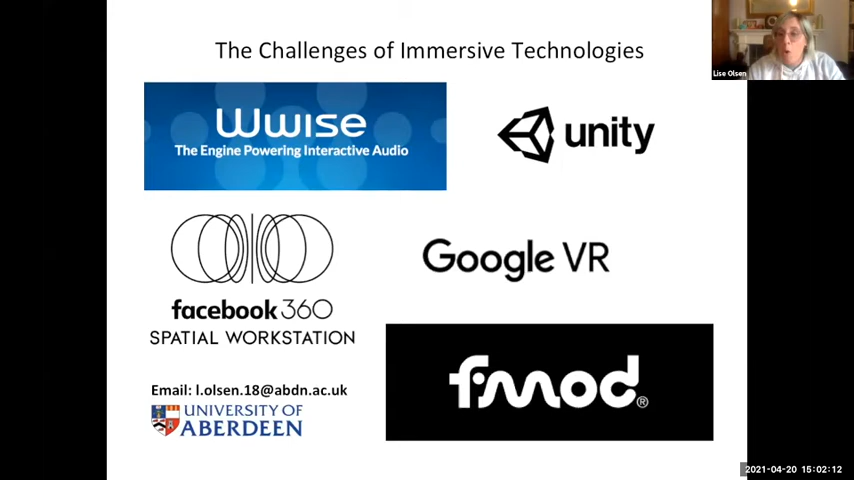 The Challenges of Immersive Technologies
Lise Olsen
Wwise
The Engine Powering Interactive Audio
unity
facebook 360
SPATIAL WORKSTATION
Google VR
fmod®
Email: l.olsen.18@abdn.ac.uk
UNIVERSITY OF
ABERDEEN
2021-04-20 15:02:12